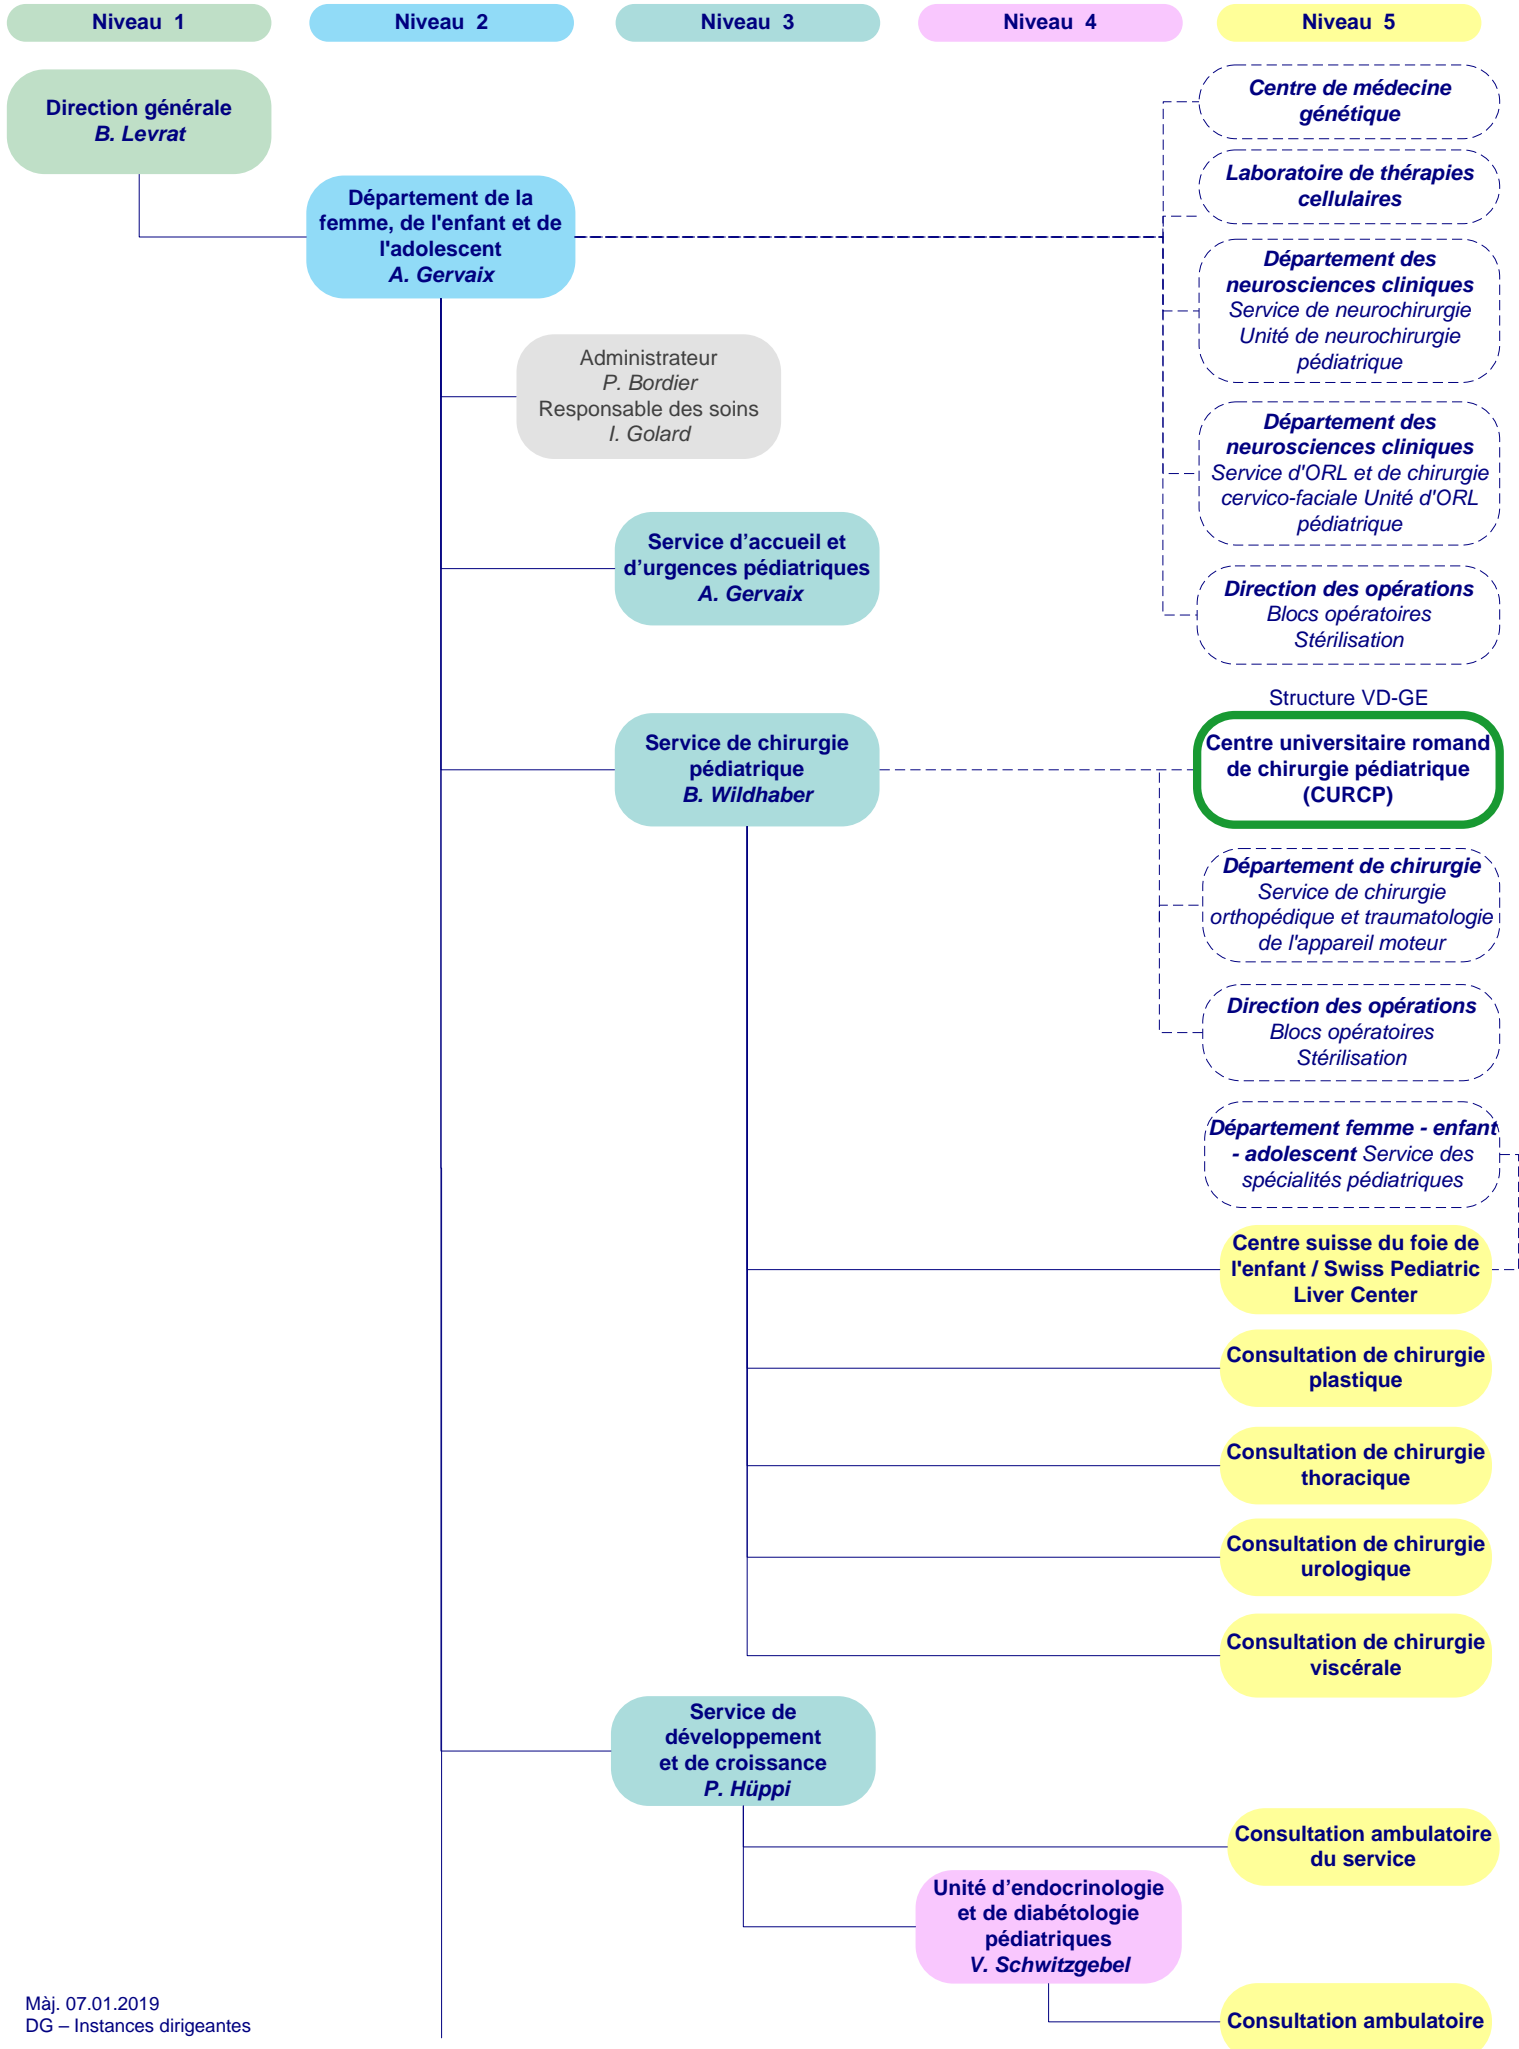 Niveau 1
Niveau 2
Niveau 3
Niveau 4
Niveau 5
Direction générale
B. Levrat
Département de la
femme, de l'enfant et de
l'adolescent
A. Gervaix
Administrateur
P. Bordier
Responsable des soins
I. Golard
Centre de médecine
génétique
Laboratoire de thérapies
cellulaires
Département des
neurosciences cliniques
Service de neurochirurgie
Unité de neurochirurgie
pédiatrique
Département des
neurosciences cliniques
Service d'ORL et de chirurgie
cervico-faciale Unité d'ORL
pédiatrique
Direction des opérations
Blocs opératoires
Stérilisation
Service d’accueil et
d’urgences pédiatriques
A. Gervaix
Service de chirurgie
pédiatrique
B. Wildhaber
Structure VD-GE
Centre universitaire romand
de chirurgie pédiatrique
(CURCP)
Département de chirurgie
Service de chirurgie
orthopédique et traumatologie
de l'appareil moteur
Direction des opérations
Blocs opératoires
Stérilisation
Département femme - enfant
- adolescent Service des
spécialités pédiatriques
Centre suisse du foie de
l'enfant / Swiss Pediatric
Liver Center
Consultation de chirurgie
plastique
Consultation de chirurgie
thoracique
Consultation de chirurgie
urologique
Consultation de chirurgie
viscérale
Service de
développement
et de croissance
P. Hüppi
Consultation ambulatoire
du service
Unité d’endocrinologie
et de diabétologie
pédiatriques
V. Schwitzgebel
Consultation ambulatoire
Màj. 07.01.2019
DG – Instances dirigeantes